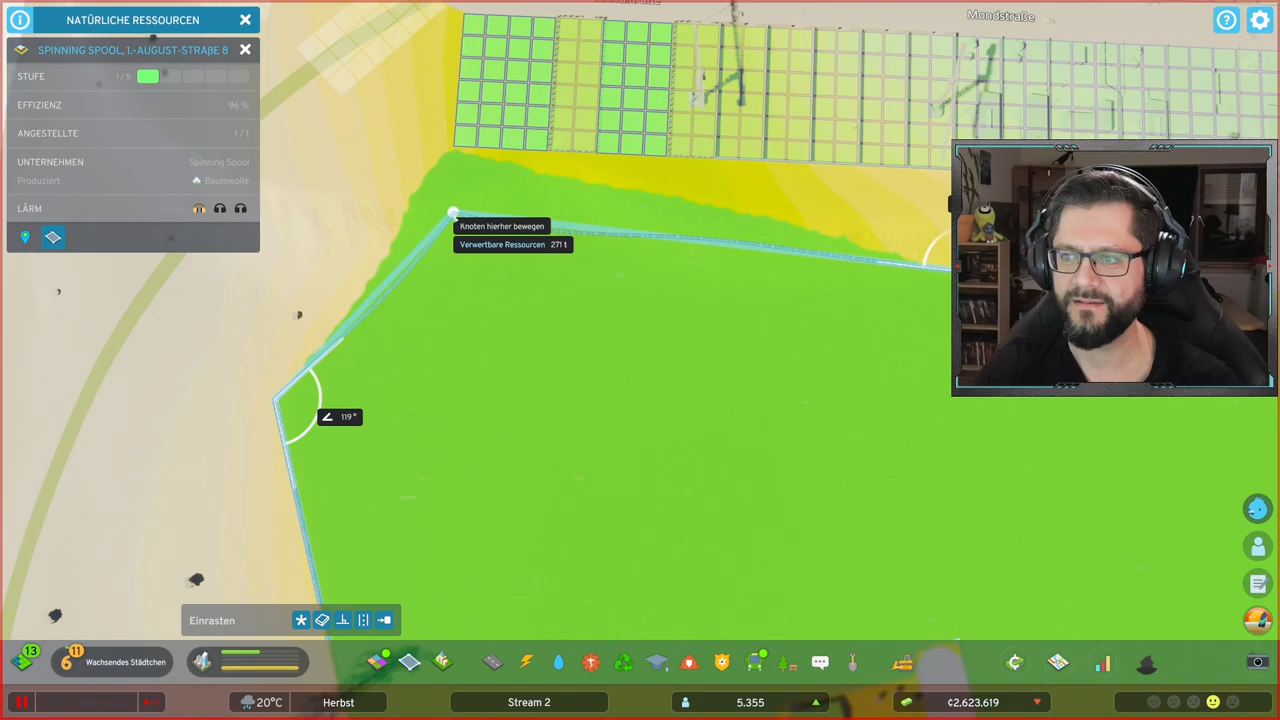 NATÜRLICHE RESSOURCEN
SPINNING SPOOL, 1.-AUGUST-STRAßE 8
STUFE 1/5
EFFIZIENZ 96 %
ANGESTELLTE 1/1
UNTERNEHMEN Spinning Spool
Produziert Baumwolle
LÄRM
Mondstraße
Knoten hierher bewegen
Verwertbare Ressourcen 271 t
119°
Einrasten
13
11
6
Wachsendes Städtchen
20°C
Herbst
Stream 2
5.355
¢2.623.619